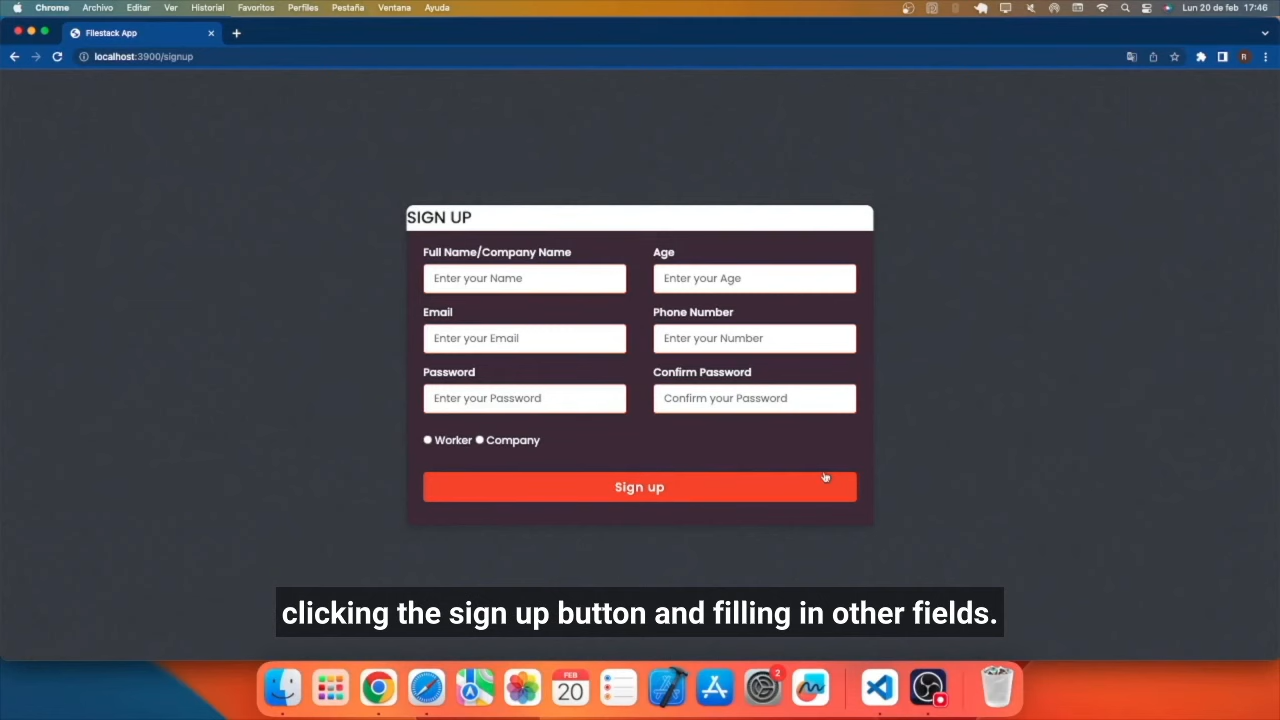 Chrome Archivo Editar Ver Historial Favoritos Perfiles Pestaña Ventana Ayuda Lun 20 de feb 17:46
Filestack App
localhost:3900/signup
R
SIGN UP
Full Name/Company Name Age
Enter your Name Enter your Age
Email Phone Number
Enter your Email Enter your Number
Password Confirm Password
Enter your Password Confirm your Password
Worker Company
Sign up
clicking the sign up button and filling in other fields.
FEB
20
2